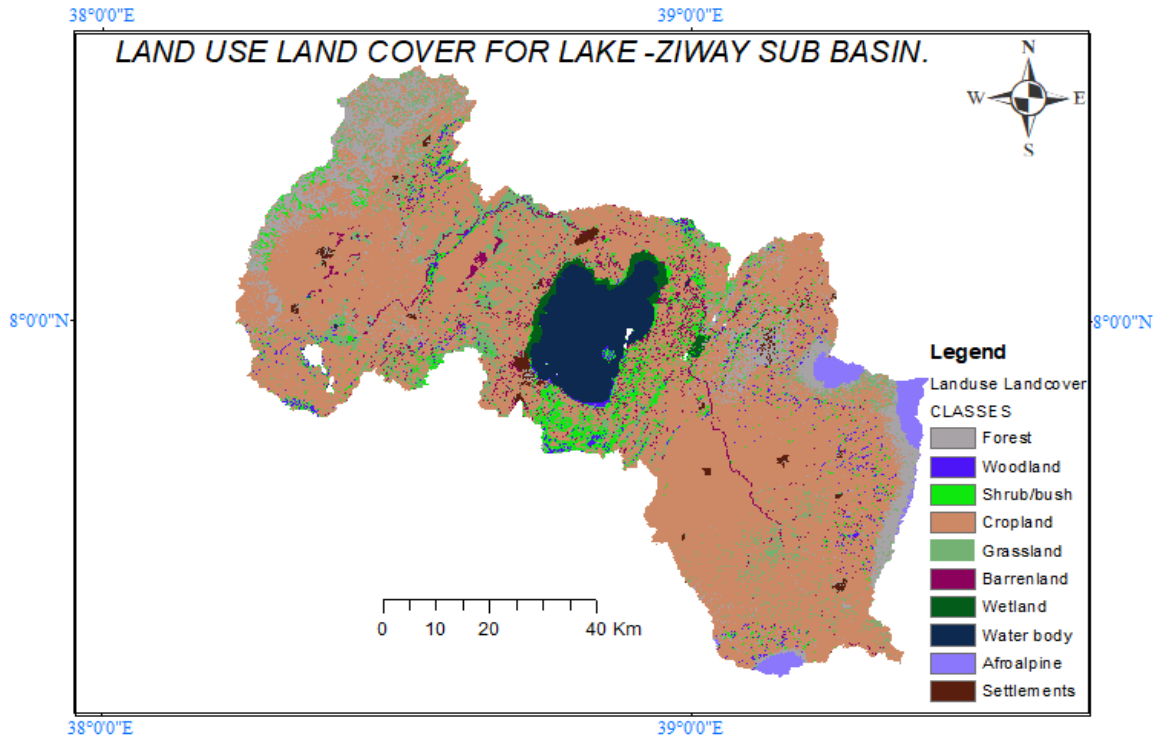 38°0'0"E 39°0'0"E
LAND USE LAND COVER FOR LAKE -ZIWAY SUB BASIN.
N
W E
S
8°0'0"N 8°0'0"N
Legend
Landuse Landcover
CLASSES
Forest
Woodland
Shrub/bush
Cropland
Grassland
Barrenland
Wetland
Water body
Afroalpine
Settlements
0 10 20 40 Km
38°0'0"E 39°0'0"E